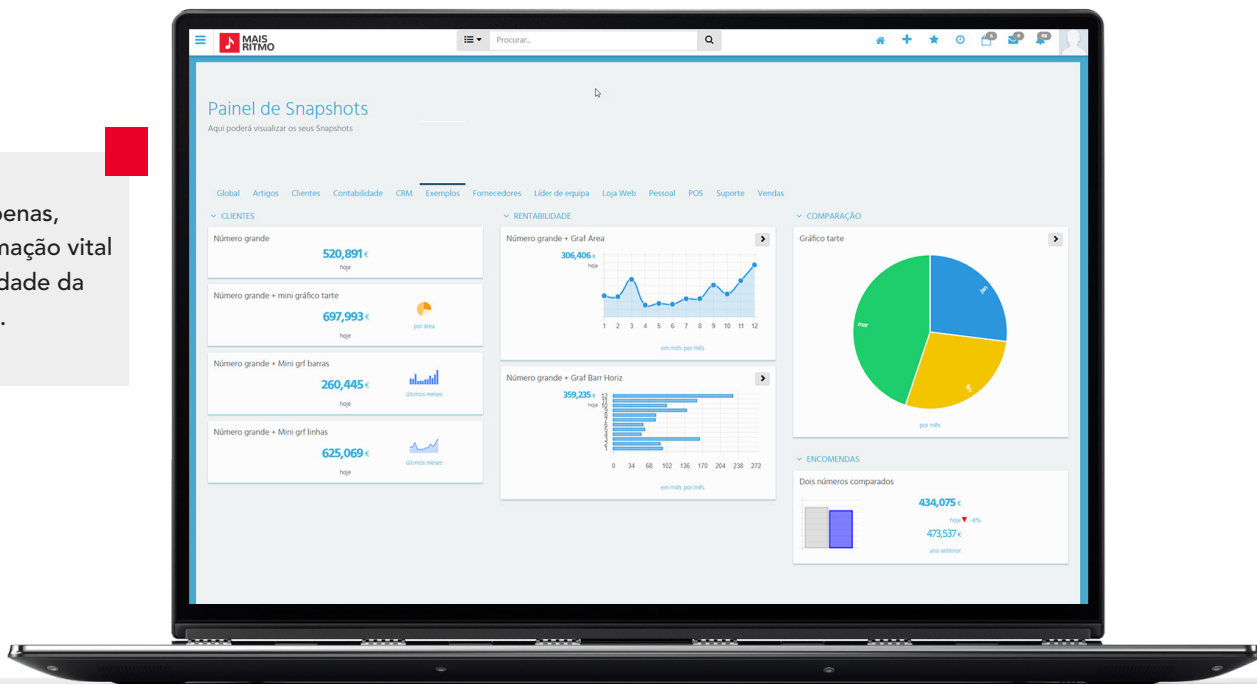 MAIS
RITMO
Procurar...
Painel de Snapshots
Aqui poderá visualizar os seus Snapshots
Global Artigos Clientes Contabilidade CRM Exemplos Fornecedores Líder de equipa Loja Web Pessoal POS Suporte Vendas
CLIENTES
Número grande
520,891 €
hoje
Número grande + mini gráfico tarte
697,993 €
hoje
por área
Número grande + Mini grf barras
260,445 €
hoje
últimos meses
Número grande + Mini grf linhas
625,069 €
hoje
últimos meses
RENTABILIDADE
Número grande + Graf Area
306,406 €
hoje
1 2 3 4 5 6 7 8 9 10 11 12
em milh. por mês
Número grande + Graf Barr Horiz
359,235 €
hoje
0 34 68 102 136 170 204 238 272
em milh. por mês
COMPARAÇÃO
Gráfico tarte
jan
mar
por mês
ENCOMENDAS
Dois números comparados
434,075 €
hoje -8%
473,537 €
ano anterior
mação vital
dade da